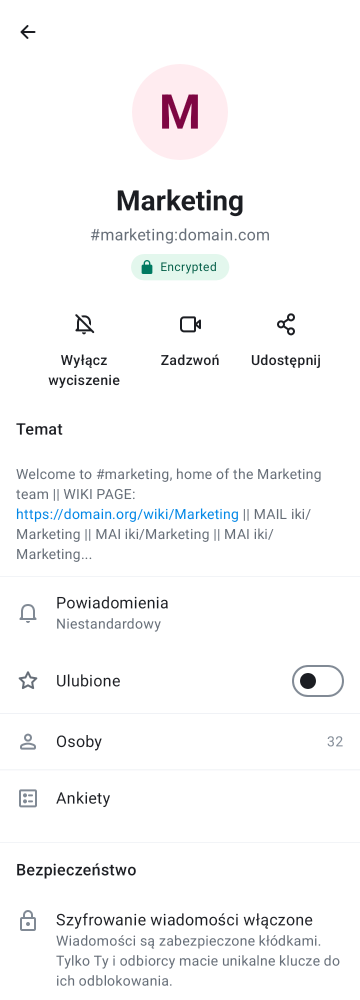 M
Marketing
#marketing:domain.com
Encrypted
Wyłącz
wyciszenie
Zadzwoń
Udostępnij
Temat
Welcome to #marketing, home of the Marketing
team || WIKI PAGE:
https://domain.org/wiki/Marketing || MAIL iki/
Marketing || MAI iki/Marketing || MAI iki/
Marketing...
Powiadomienia
Niestandardowy
Ulubione
Osoby
32
Ankiety
Bezpieczeństwo
Szyfrowanie wiadomości włączone
Wiadomości są zabezpieczone kłódkami.
Tylko Ty i odbiorcy macie unikalne klucze do
ich odblokowania.